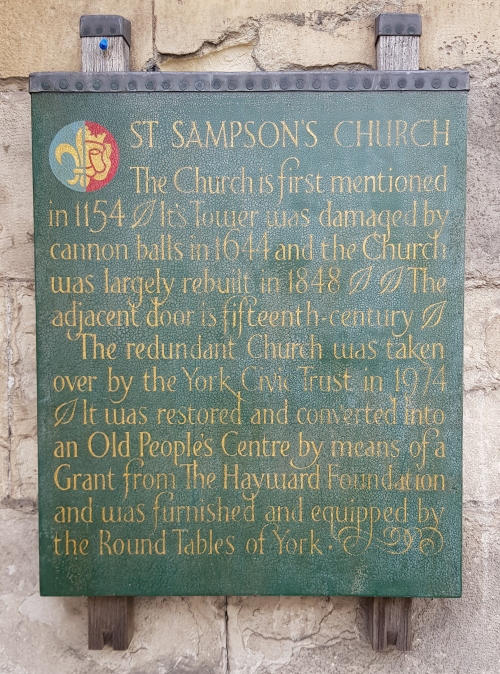 ST. SAMPSON'S CHURCH
The Church is first mentioned
in 1154 It's Tower was damaged by
cannon balls in 1644 and the Church
was largely rebuilt in 1848 The
adjacent door is fifteenth-century
The redundant Church was taken
over by the York Civic Trust in 1974
It was restored and converted into
an Old People's Centre by means of a
Grant from The Hayward Foundation
and was furnished and equipped by
the Round Tables of York.